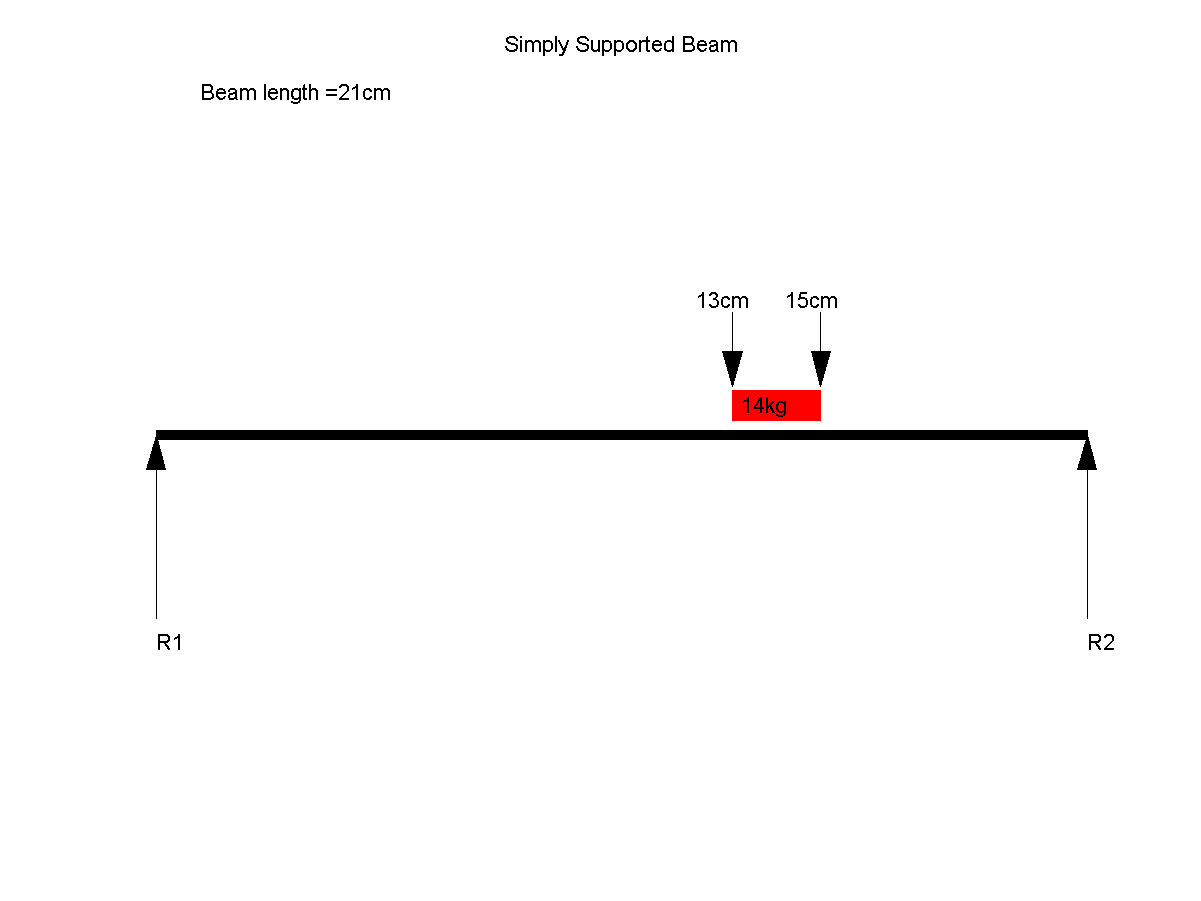 Simply Supported Beam
Beam length =21cm
13cm 15cm
14kg
R1 R2